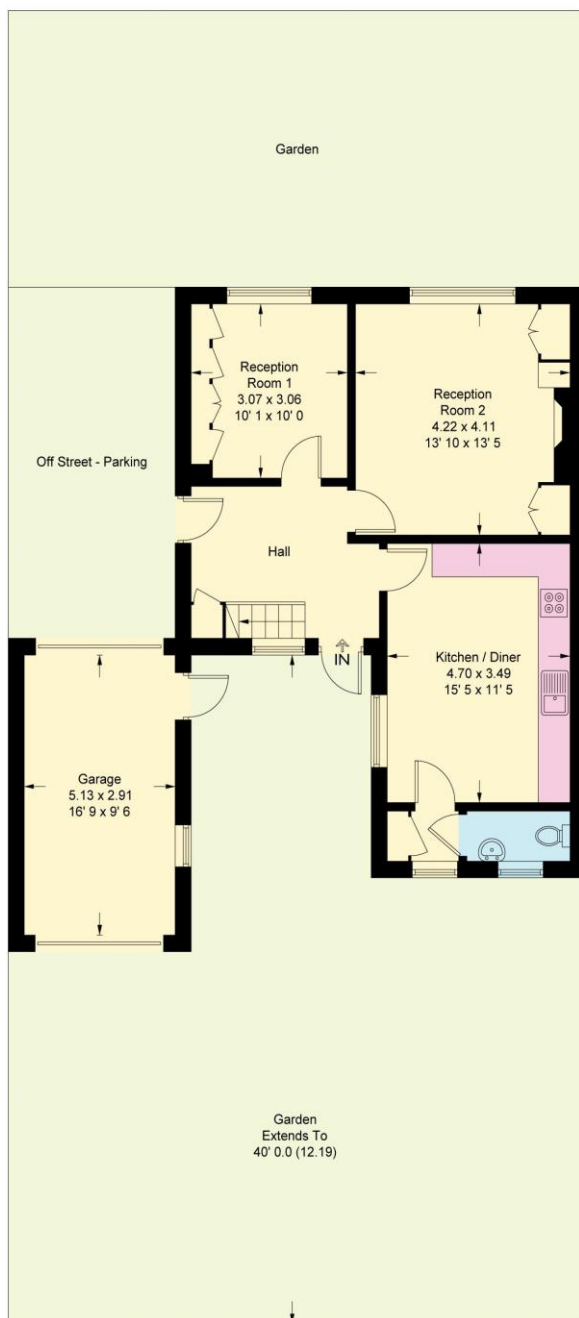 Garden
Reception
Room 1
3.07 x 3.06
10' 1 x 10' 0
Reception
Room 2
4.22 x 4.11
13' 10 x 13' 5
Off Street - Parking
Hall
IN
Kitchen / Diner
4.70 x 3.49
15' 5 x 11' 5
Garage
5.13 x 2.91
16' 9 x 9' 6
Garden
Extends To
40' 0.0 (12.19)